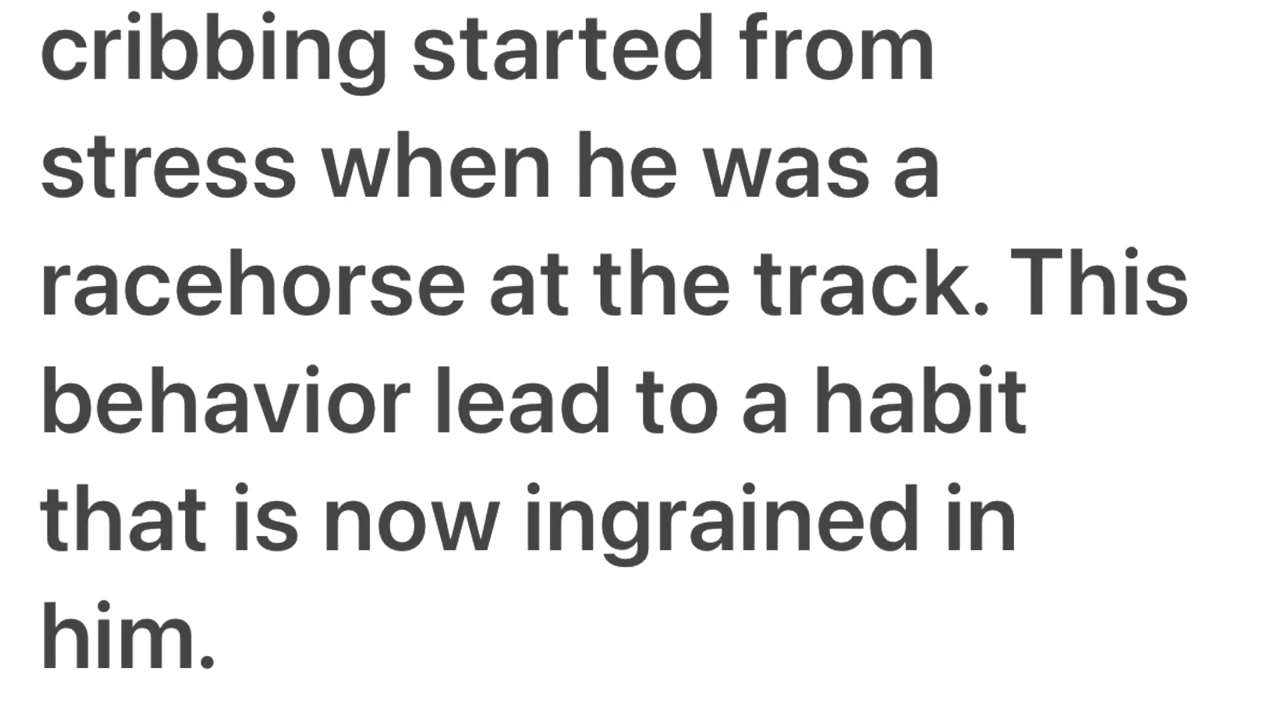 cribbing started from
stress when he was a
racehorse at the track. This
behavior lead to a habit
that is now ingrained in
him.